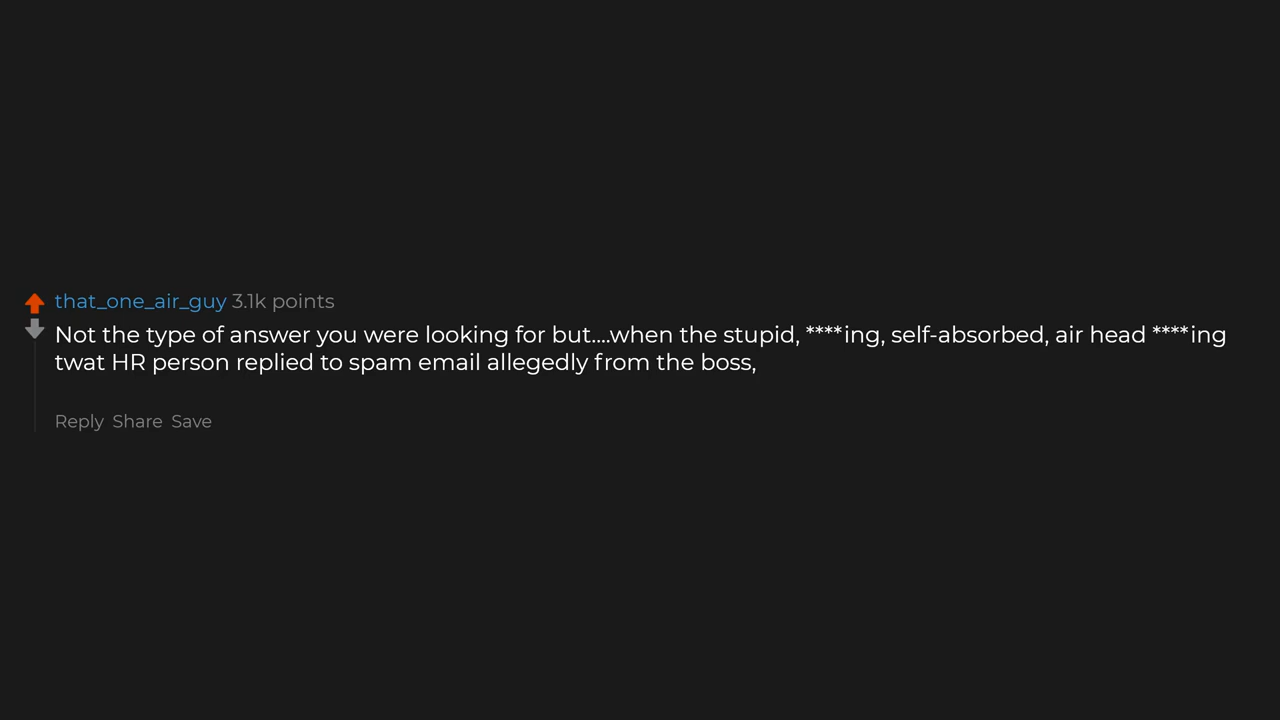 that_one_air_guy 3.1k points
Not the type of answer you were looking for but....when the stupid, ****ing, self-absorbed, air head ****ing
twat HR person replied to spam email allegedly from the boss,
Reply Share Save